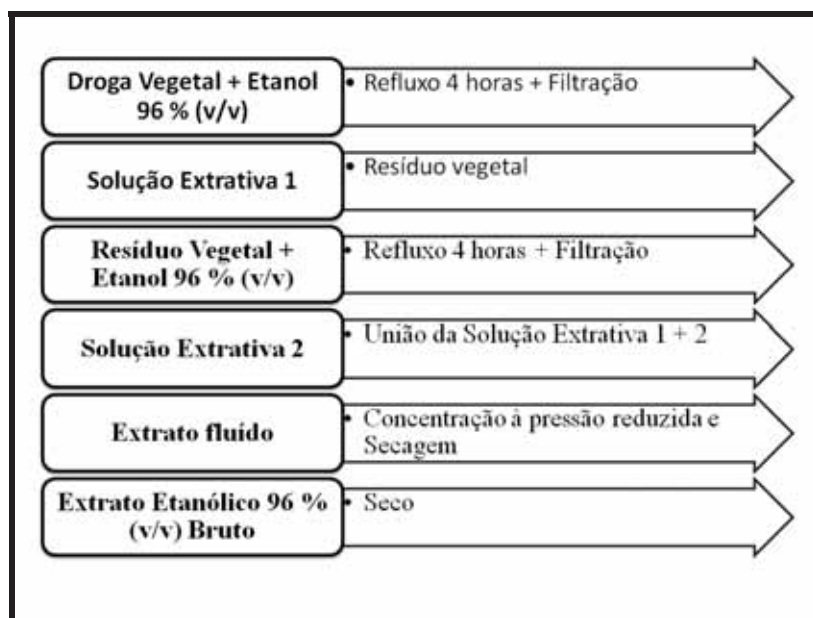 Droga Vegetal + Etanol
96 % (v/v)
• Refluxo 4 horas + Filtração
Solução Extrativa 1
• Resíduo vegetal
Resíduo Vegetal +
Etanol 96 % (v/v)
• Refluxo 4 horas + Filtração
Solução Extrativa 2
• União da Solução Extrativa 1 + 2
Extrato fluído
• Concentração à pressão reduzida e
Secagem
Extrato Etanólico 96 %
(v/v) Bruto
• Seco